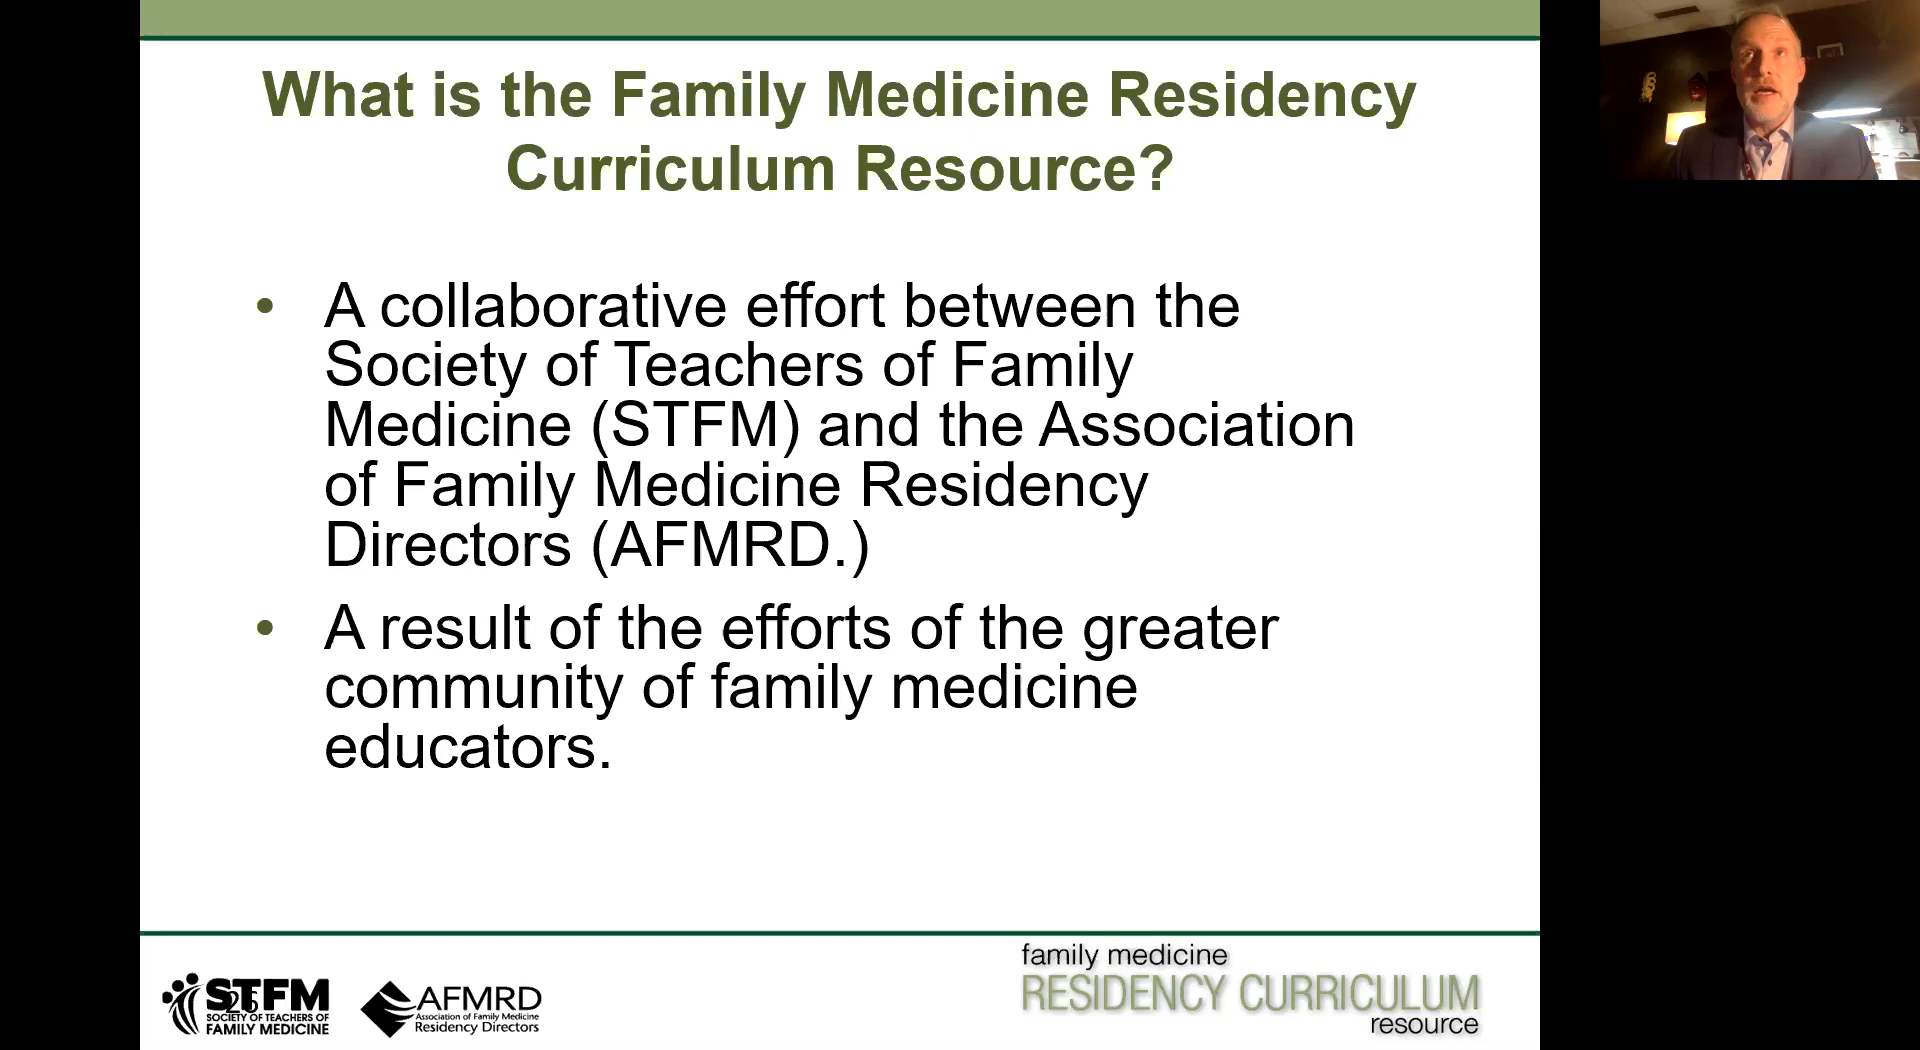 What is the Family Medicine Residency
Curriculum Resource?
• A collaborative effort between the
Society of Teachers of Family
Medicine (STFM) and the Association
of Family Medicine Residency
Directors (AFMRD.)
• A result of the efforts of the greater
community of family medicine
educators.
STFM
SOCIETY OF TEACHERS OF
FAMILY MEDICINE
AFMRD
Association of Family Medicine
Residency Directors
family medicine
RESIDENCY CURRICULUM
resource